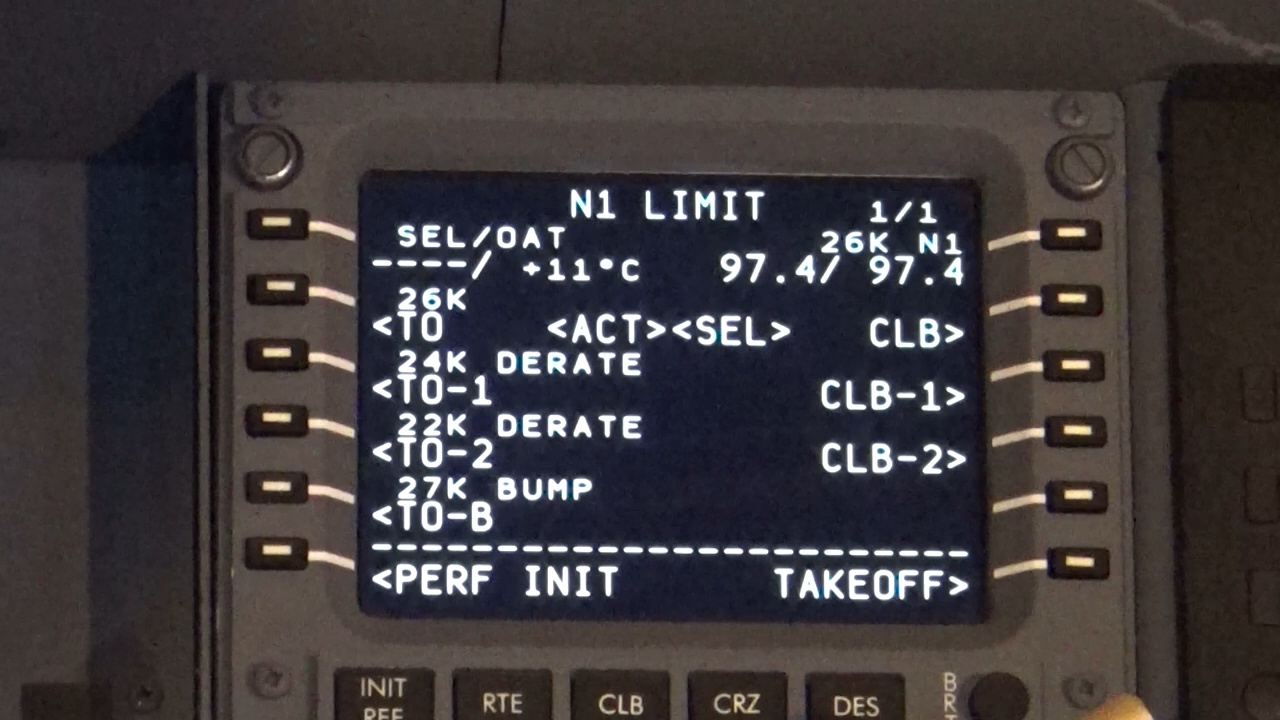 N1 LIMIT 1/1
SEL/OAT 26K N1
----/ +11°C 97.4/ 97.4
26K
<TO <ACT><SEL> CLB>
24K DERATE
<TO-1 CLB-1>
22K DERATE
<TO-2 CLB-2>
27K BUMP
<TO-B
<PERF INIT TAKEOFF>
INIT REF
RTE
CLB
CRZ
DES
BRT